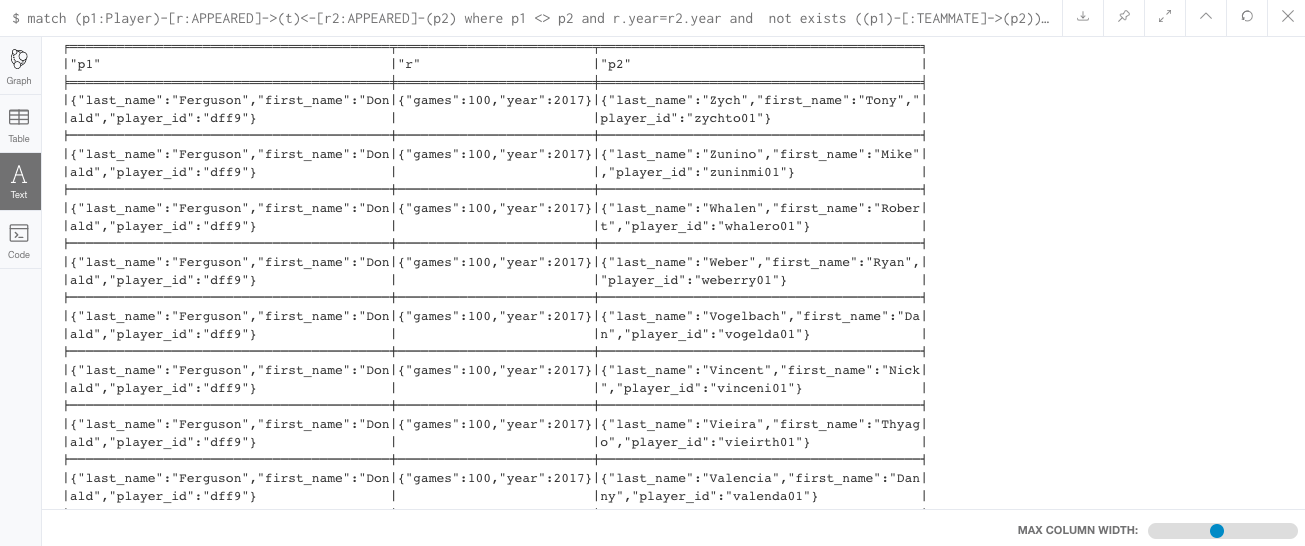 $ match (p1:Player)-[r:APPEARED]->(t)<-[r2:APPEARED]-(p2) where p1 <> p2 and r.year=r2.year and  not exists ((p1)-[:TEAMMATE]->(p2))…
Graph
Table
Text
Code
"p1" "r" "p2"
{"last_name":"Ferguson","first_name":"Don {"games":100,"year":2017} {"last_name":"Zych","first_name":"Tony","
ald","player_id":"dff9"} player_id":"zychto01"}
{"last_name":"Ferguson","first_name":"Don {"games":100,"year":2017} {"last_name":"Zunino","first_name":"Mike"
ald","player_id":"dff9"} ,"player_id":"zuninmi01"}
{"last_name":"Ferguson","first_name":"Don {"games":100,"year":2017} {"last_name":"Whalen","first_name":"Rober
ald","player_id":"dff9"} t","player_id":"whalero01"}
{"last_name":"Ferguson","first_name":"Don {"games":100,"year":2017} {"last_name":"Weber","first_name":"Ryan",
ald","player_id":"dff9"} "player_id":"weberry01"}
{"last_name":"Ferguson","first_name":"Don {"games":100,"year":2017} {"last_name":"Vogelbach","first_name":"Da
ald","player_id":"dff9"} n","player_id":"vogelda01"}
{"last_name":"Ferguson","first_name":"Don {"games":100,"year":2017} {"last_name":"Vincent","first_name":"Nick
ald","player_id":"dff9"} ","player_id":"vinceni01"}
{"last_name":"Ferguson","first_name":"Don {"games":100,"year":2017} {"last_name":"Vieira","first_name":"Thyag
ald","player_id":"dff9"} o","player_id":"vieirth01"}
{"last_name":"Ferguson","first_name":"Don {"games":100,"year":2017} {"last_name":"Valencia","first_name":"Dan
ald","player_id":"dff9"} ny","player_id":"valenda01"}
MAX COLUMN WIDTH: